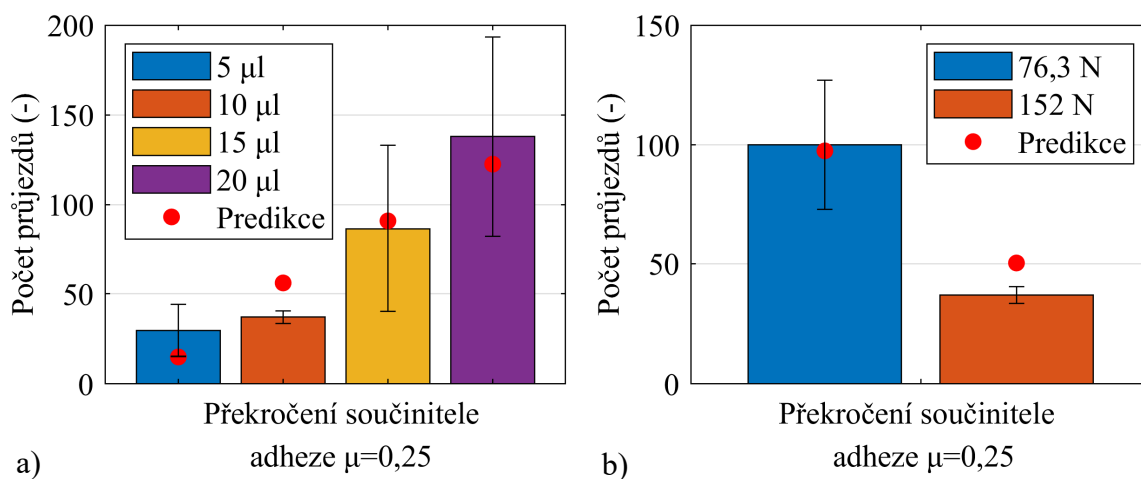 200
150
100
50
0
Počet průjezdů (-)
5 μl
10 μl
15 μl
20 μl
Predikce
Překročení součinitele
adheze μ=0,25
a)
150
100
50
0
Počet průjezdů (-)
76,3 N
152 N
Predikce
Překročení součinitele
adheze μ=0,25
b)